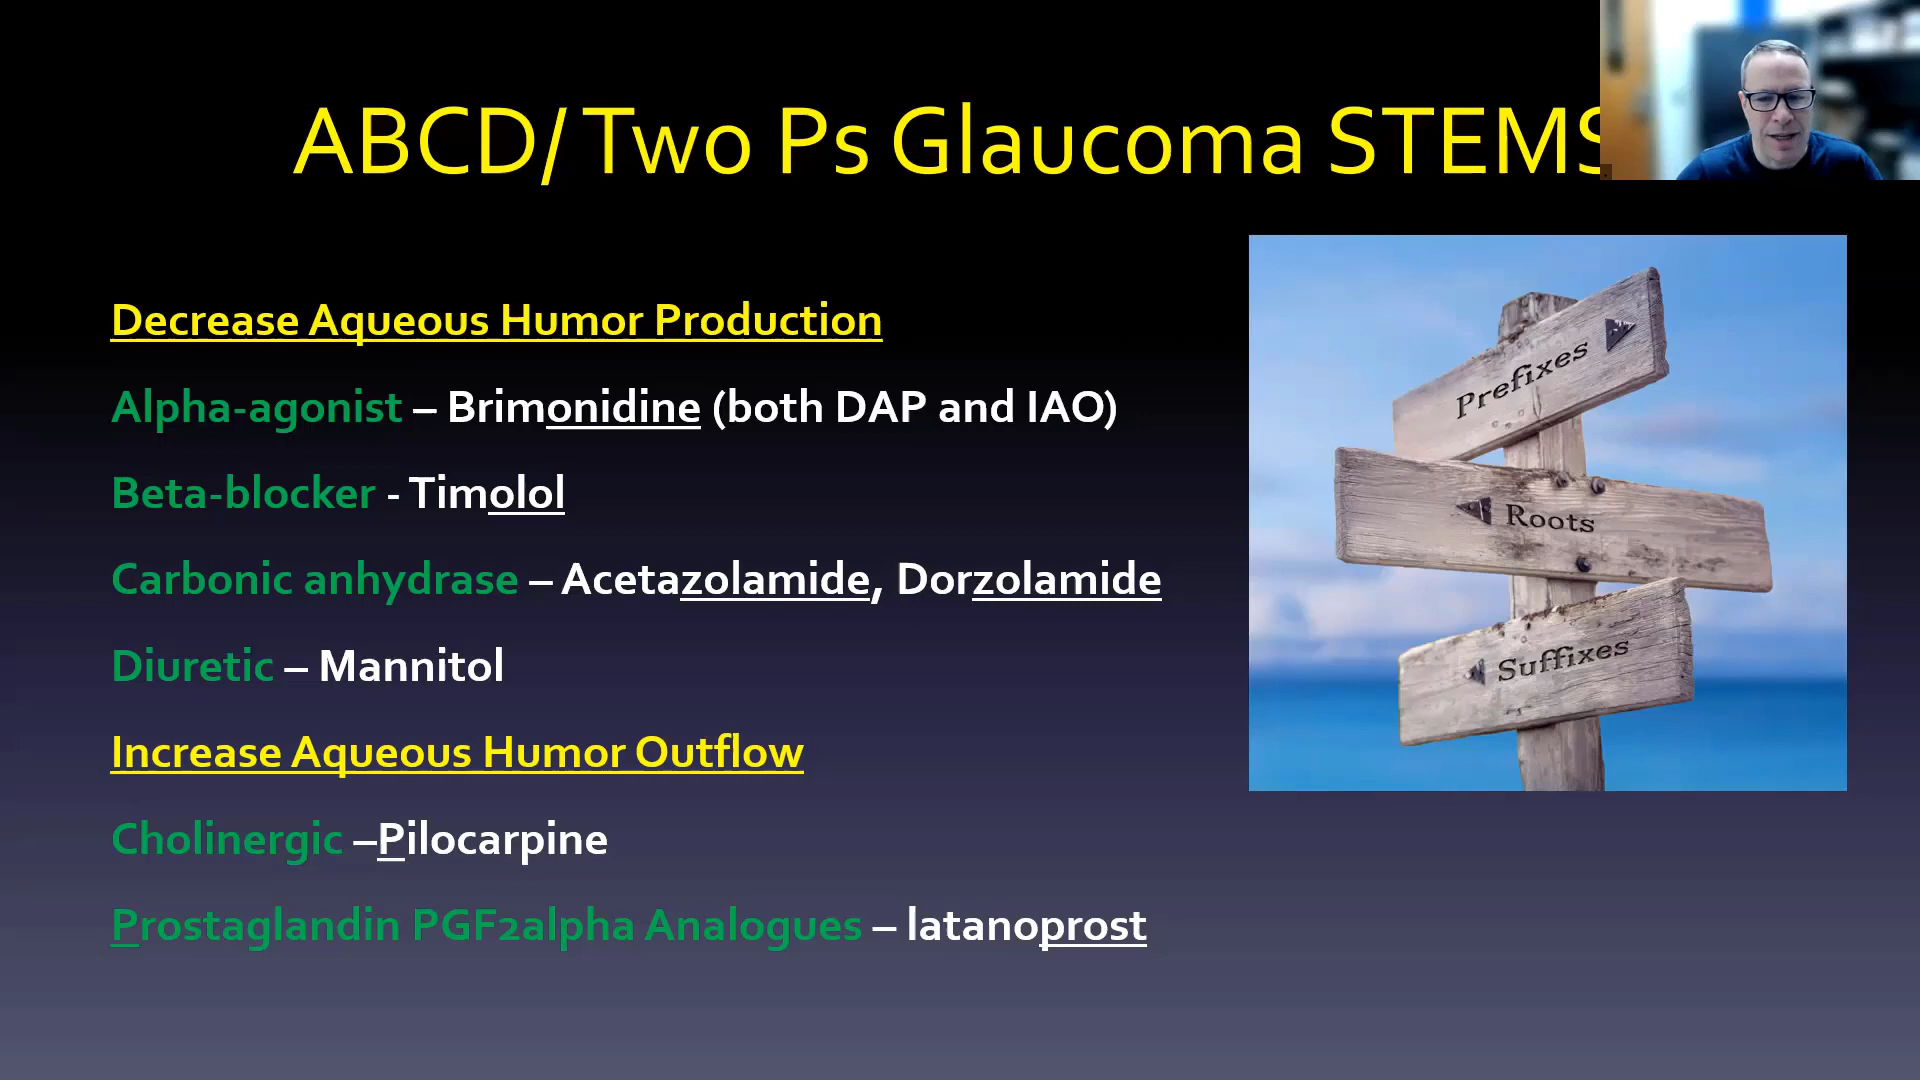 ABCD/ Two Ps Glaucoma STEMS
Decrease Aqueous Humor Production
Alpha-agonist – Brimonidine (both DAP and IAO)
Beta-blocker - Timolol
Carbonic anhydrase – Acetazolamide, Dorzolamide
Diuretic – Mannitol
Increase Aqueous Humor Outflow
Cholinergic –Pilocarpine
Prostaglandin PGF2alpha Analogues – latanoprost
Prefixes
Roots
Suffixes